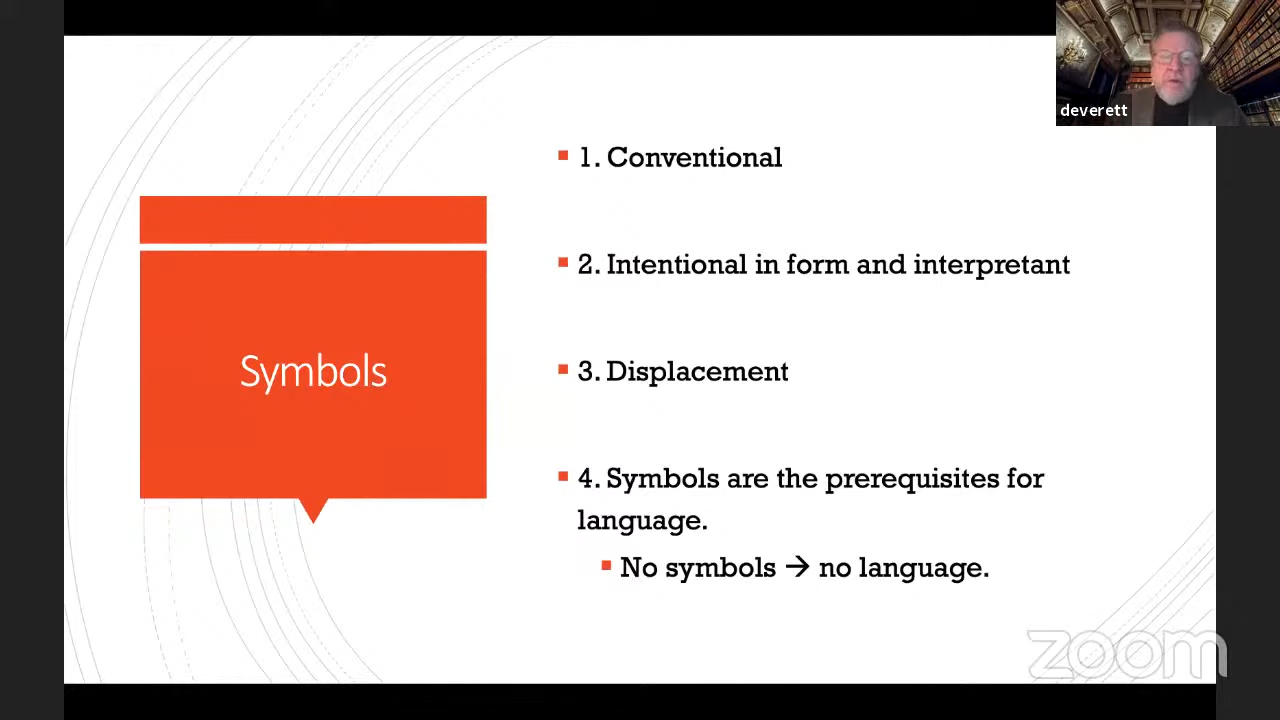 deverett
Symbols
1. Conventional
2. Intentional in form and interpretant
3. Displacement
4. Symbols are the prerequisites for
language.
No symbols → no language.
zoom